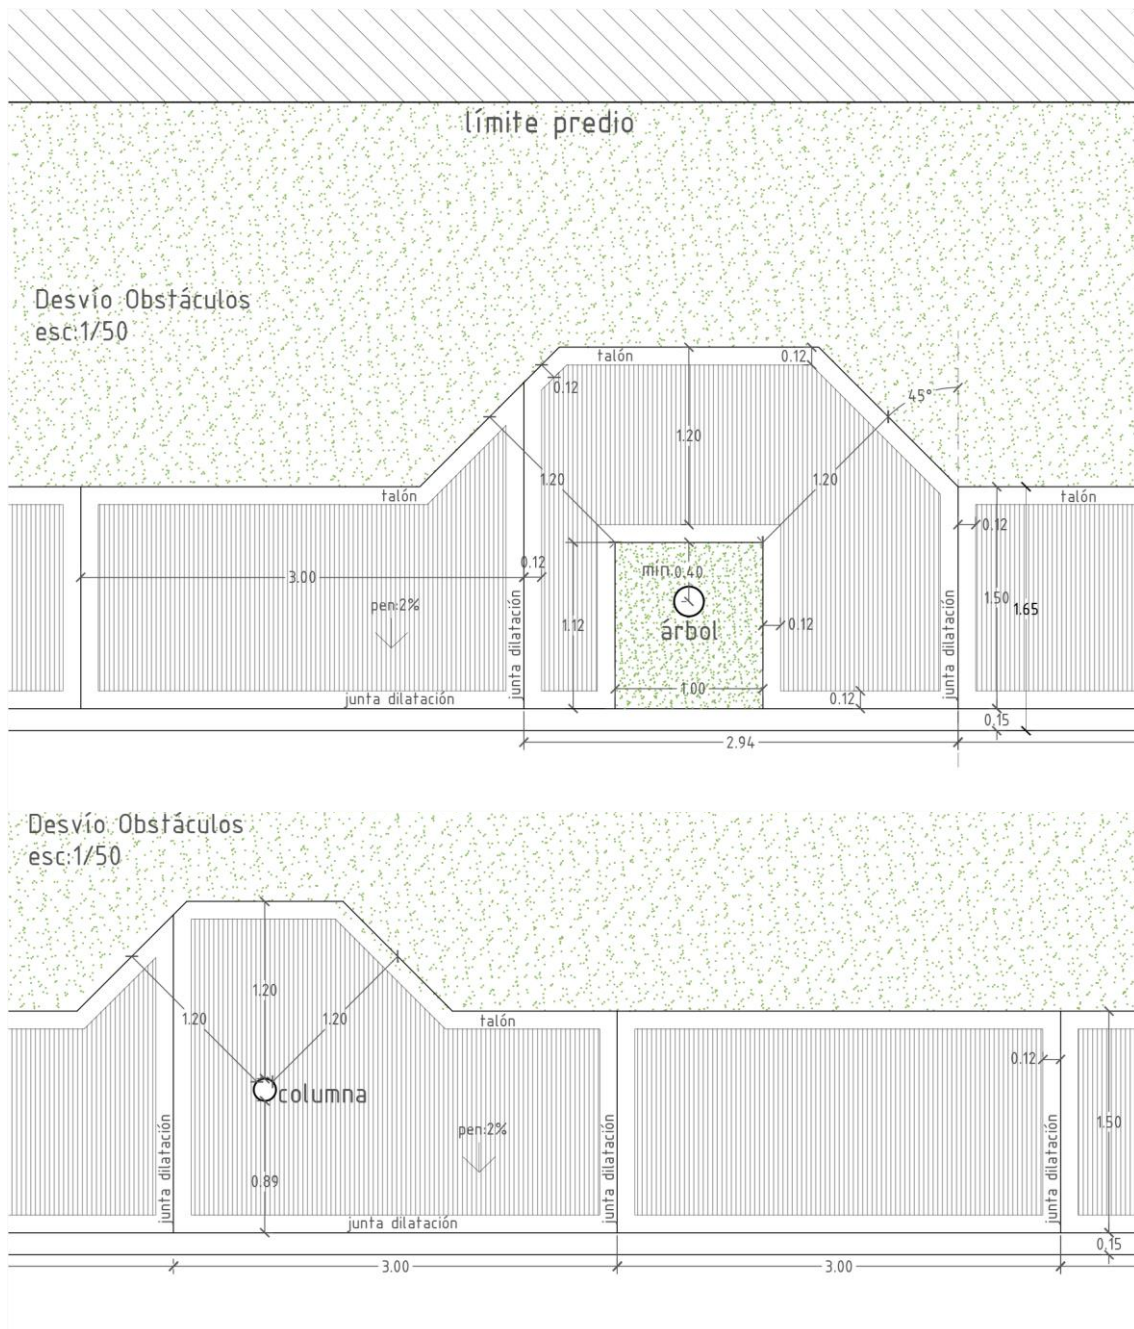 límite predio
Desvío Obstáculos
esc:1/50
talón
0.12
0.12
45°
1.20
1.20
1.20
talón
talón
0.12
0.12
3.00
mín:0.40
pen:2%
1.50
1.65
1.12
árbol
0.12
junta dilatación
junta dilatación
1.00
0.12
junta dilatación
0,15
2.94
Desvío Obstáculos
esc:1/50
1.20
1.20
1.20
talón
0.12
columna
1.50
pen:2%
junta dilatación
junta dilatación
junta dilatación
0.89
junta dilatación
0,15
3.00
3.00